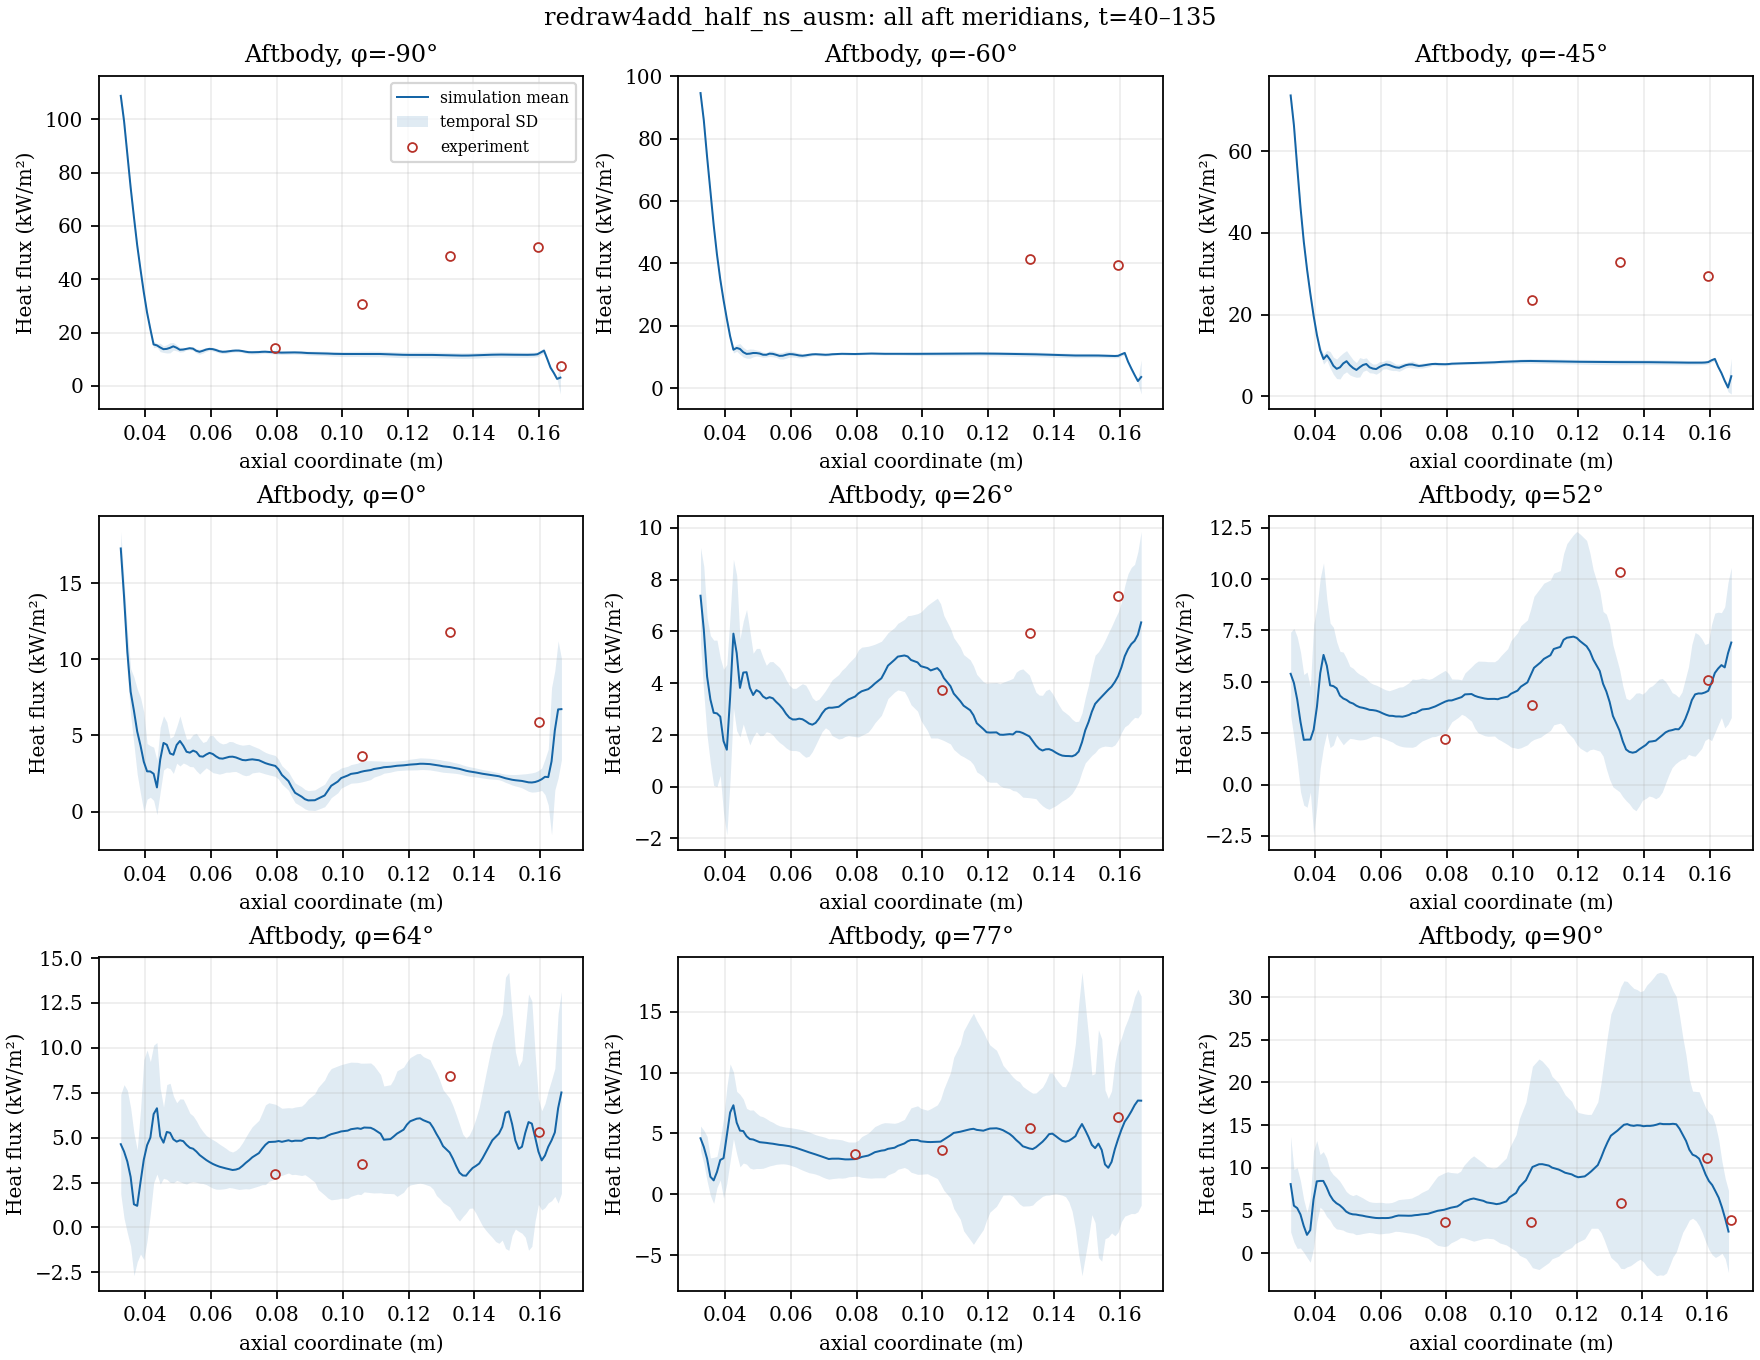 redraw4add_half_ns_ausm: all aft meridians, t=40–135
Aftbody, φ=-90°
Heat flux (kW/m²)
100
80
60
40
20
0
simulation mean
temporal SD
experiment
0.04 0.06 0.08 0.10 0.12 0.14 0.16
axial coordinate (m)
Aftbody, φ=-60°
Heat flux (kW/m²)
100
80
60
40
20
0
0.04 0.06 0.08 0.10 0.12 0.14 0.16
axial coordinate (m)
Aftbody, φ=-45°
Heat flux (kW/m²)
60
40
20
0
0.04 0.06 0.08 0.10 0.12 0.14 0.16
axial coordinate (m)
Aftbody, φ=0°
Heat flux (kW/m²)
15
10
5
0
0.04 0.06 0.08 0.10 0.12 0.14 0.16
axial coordinate (m)
Aftbody, φ=26°
Heat flux (kW/m²)
10
8
6
4
2
0
−2
0.04 0.06 0.08 0.10 0.12 0.14 0.16
axial coordinate (m)
Aftbody, φ=52°
Heat flux (kW/m²)
12.5
10.0
7.5
5.0
2.5
0.0
−2.5
0.04 0.06 0.08 0.10 0.12 0.14 0.16
axial coordinate (m)
Aftbody, φ=64°
Heat flux (kW/m²)
15.0
12.5
10.0
7.5
5.0
2.5
0.0
−2.5
0.04 0.06 0.08 0.10 0.12 0.14 0.16
axial coordinate (m)
Aftbody, φ=77°
Heat flux (kW/m²)
15
10
5
0
−5
0.04 0.06 0.08 0.10 0.12 0.14 0.16
axial coordinate (m)
Aftbody, φ=90°
Heat flux (kW/m²)
30
25
20
15
10
5
0
0.04 0.06 0.08 0.10 0.12 0.14 0.16
axial coordinate (m)